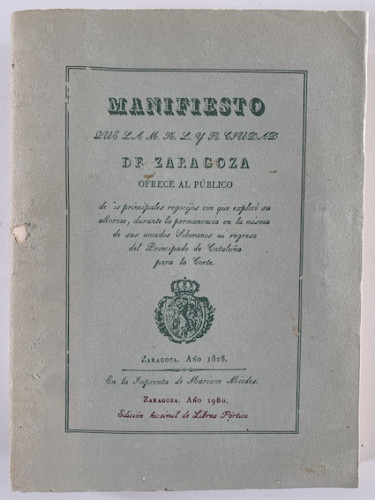 MANIFIESTO
QUE LA M. N. L. Y H. CIUDAD
DE ZARAGOZA
OFRECE AL PÚBLICO
de los principales regocijos con que esplicó su
alborozo, durante la permanencia en la misma
de sus amados Soberanos al regreso
del Principado de Cataluña
para la Corte.
ZARAGOZA. AÑO 1828.
En la Imprenta de Mariano Miedes.
ZARAGOZA. AÑO 1980.
Edición facsímil de Libros Pórtico